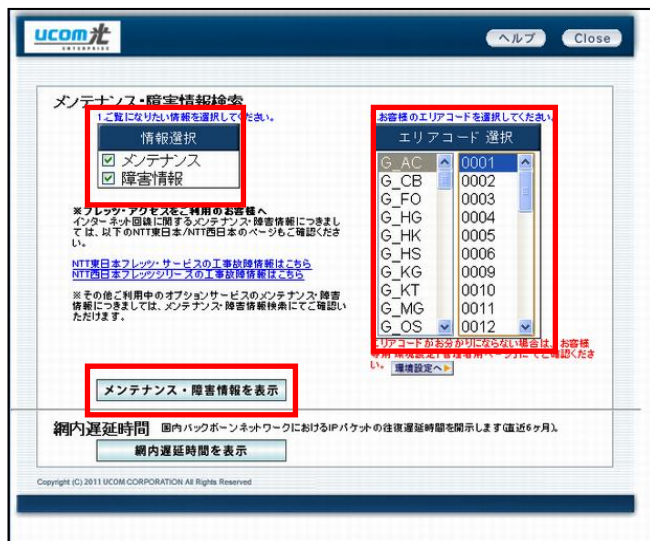 ucom光
ENTERPRISE
ヘルプ
Close
メンテナンス・障害情報検索
1.ご覧になりたい情報を選択してください。
情報選択
メンテナンス
障害情報
※フレッツ・アクセスをご利用のお客様へ
インターネット回線に関するメンテナンス・障害情報につきまし
ては、以下のNTT東日本/NTT西日本のページもご確認くださ
い。
NTT東日本フレッツ・サービスの工事故障情報はこちら
NTT西日本フレッツシリーズの工事故障情報はこちら
※その他ご利用中のオプションサービスのメンテナンス・障害
情報につきましては、メンテナンス・障害情報検索にてご確認い
ただけます。
お客様のエリアコードを選択してください。
エリアコード 選択
G_AC 0001
G_CB 0002
G_FO 0003
G_HG 0004
G_HK 0005
G_HS 0006
G_KG 0009
G_KT 0010
G_MG 0011
G_OS 0012
エリアコードがお分かりにならない場合は、お客様
専用「環境設定(管理者用ページ)」にてご確認くださ
い。 環境設定へ
メンテナンス・障害情報を表示
網内遅延時間 国内バックボーンネットワークにおけるIPパケットの往復遅延時間を開示します(直近6ヶ月)。
網内遅延時間を表示
Copyright (C) 2011 UCOM CORPORATION All Rights Reserved